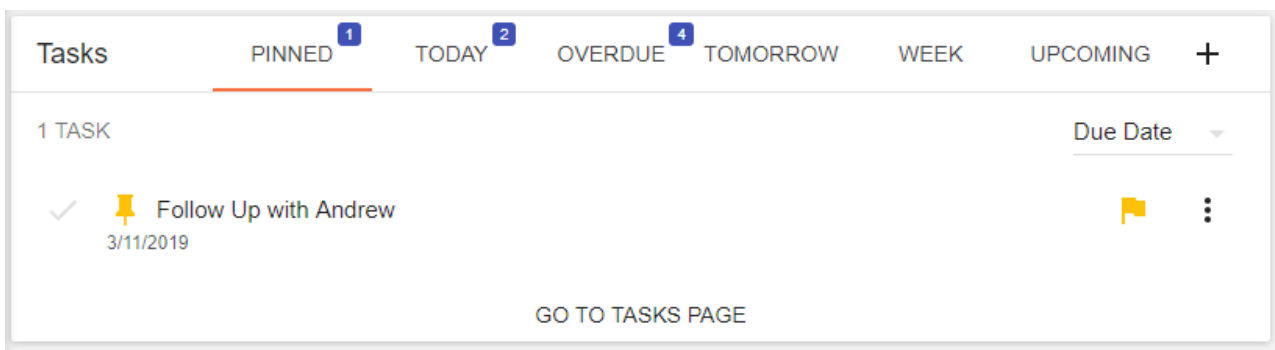 Tasks PINNED 1 TODAY 2 OVERDUE 4 TOMORROW WEEK UPCOMING +
1 TASK Due Date
Follow Up with Andrew
3/11/2019
GO TO TASKS PAGE